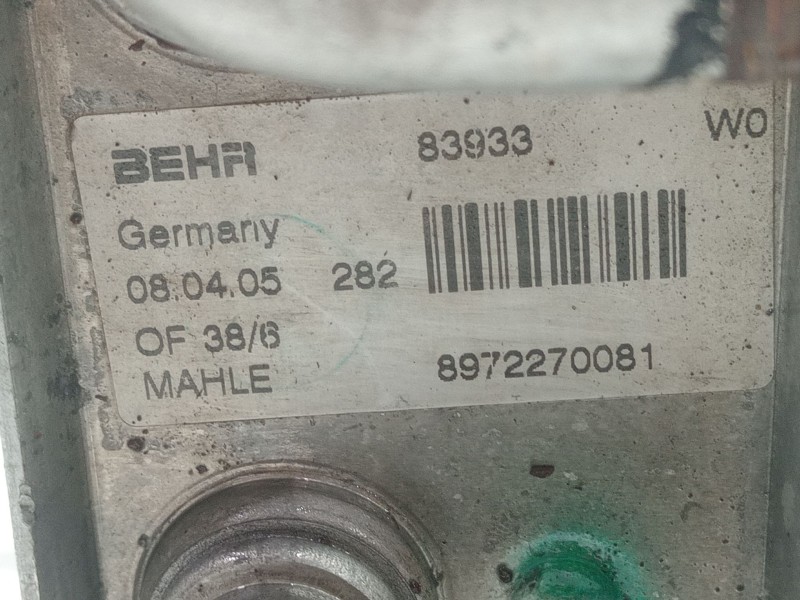 BEHR 83933 W0
Germany
08.04.05 282
OF 38/6
MAHLE 8972270081